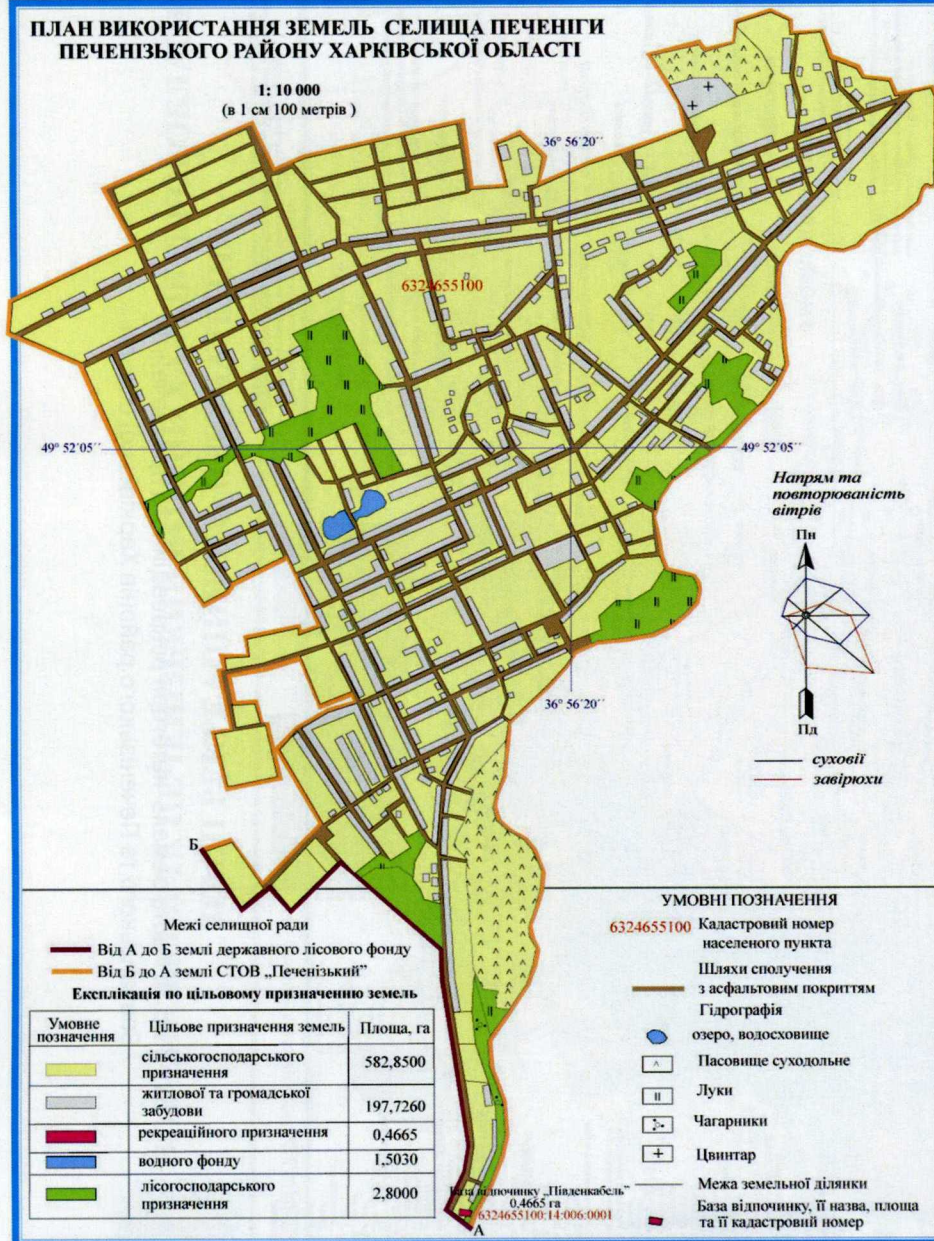 ПЛАН ВИКОРИСТАННЯ ЗЕМЕЛЬ СЕЛИЩА ПЕЧЕНІГИ
ПЕЧЕНІЗЬКОГО РАЙОНУ ХАРКІВСЬКОЇ ОБЛАСТІ
1: 10 000
(в 1 см 100 метрів )
36° 56´20´´
6324655100
49° 52´05´´
49° 52´05´´
Напрям та
повторюваність
вітрів
Пн
Пд
суховії
завірюхи
36° 56´20´´
Б
Межі селищної ради
Від А до Б землі державного лісового фонду
Від Б до А землі СТОВ „Печенізький”
Експлікація по цільовому призначению земель
Умовне позначення
Цільове призначення земель
Площа, га
сільськогосподарського призначення
582,8500
житлової та громадської забудови
197,7260
рекреаційного призначення
0,4665
водного фонду
1,5030
лісогосподарського призначення
2,8000
УМОВНІ ПОЗНАЧЕННЯ
6324655100 Кадастровий номер
населеного пункта
Шляхи сполучення
з асфальтовим покриттям
Гідрографія
озеро, водосховище
Пасовище суходольне
Луки
Чагарники
Цвинтар
Межа земельної ділянки
База відпочинку, її назва, площа
та її кадастровий номер
База відпочинку „Південкабель”
0,4665 га
6324655100:14:006:0001
А